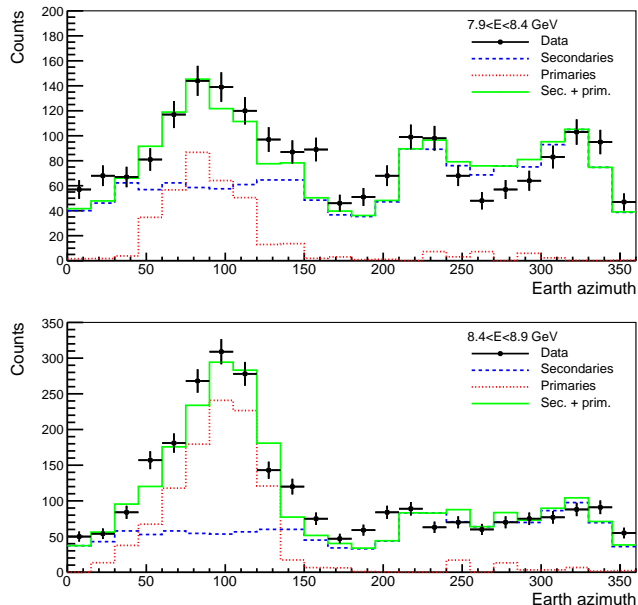 Counts
200
180
160
140
120
100
80
60
40
20
0
7.9<E<8.4 GeV
Data
Secondaries
Primaries
Sec. + prim.
0 50 100 150 200 250 300 350
Earth azimuth
Counts
350
300
250
200
150
100
50
0
8.4<E<8.9 GeV
Data
Secondaries
Primaries
Sec. + prim.
0 50 100 150 200 250 300 350
Earth azimuth